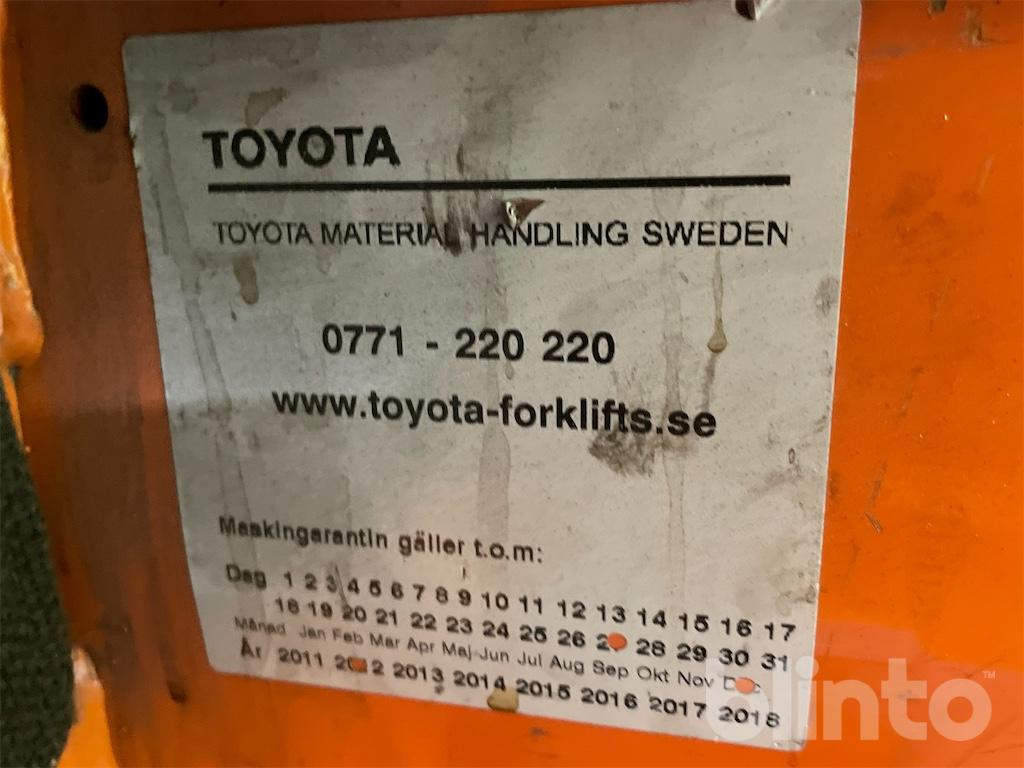 TOYOTA
TOYOTA MATERIAL HANDLING SWEDEN
0771 - 220 220
www.toyota-forklifts.se
Maskingarantin gäller t.o.m:
Dag 1 2 3 4 5 6 7 8 9 10 11 12 13 14 15 16 17
18 19 20 21 22 23 24 25 26 28 29 30 31
Månad Jan Feb Mar Apr Maj Jun Jul Aug Sep Okt Nov
År 2011 2013 2014 2015 2016 2017 2018
blinto™